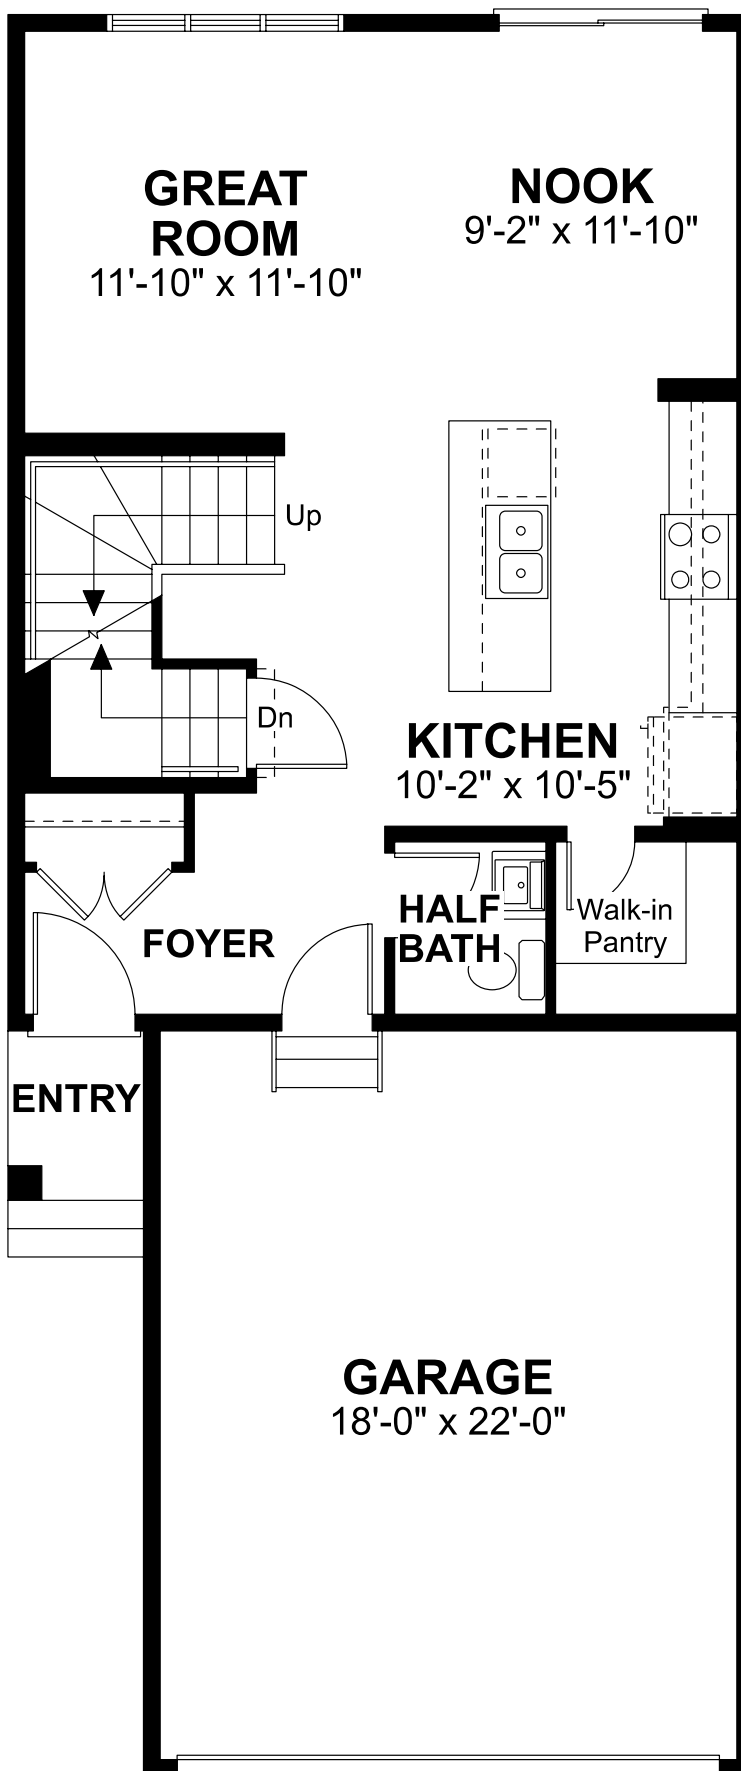 GREAT
ROOM
11'-10" x 11'-10"
NOOK
9'-2" x 11'-10"
Up
Dn
KITCHEN
10'-2" x 10'-5"
HALF
BATH
Walk-in
Pantry
FOYER
ENTRY
GARAGE
18'-0" x 22'-0"